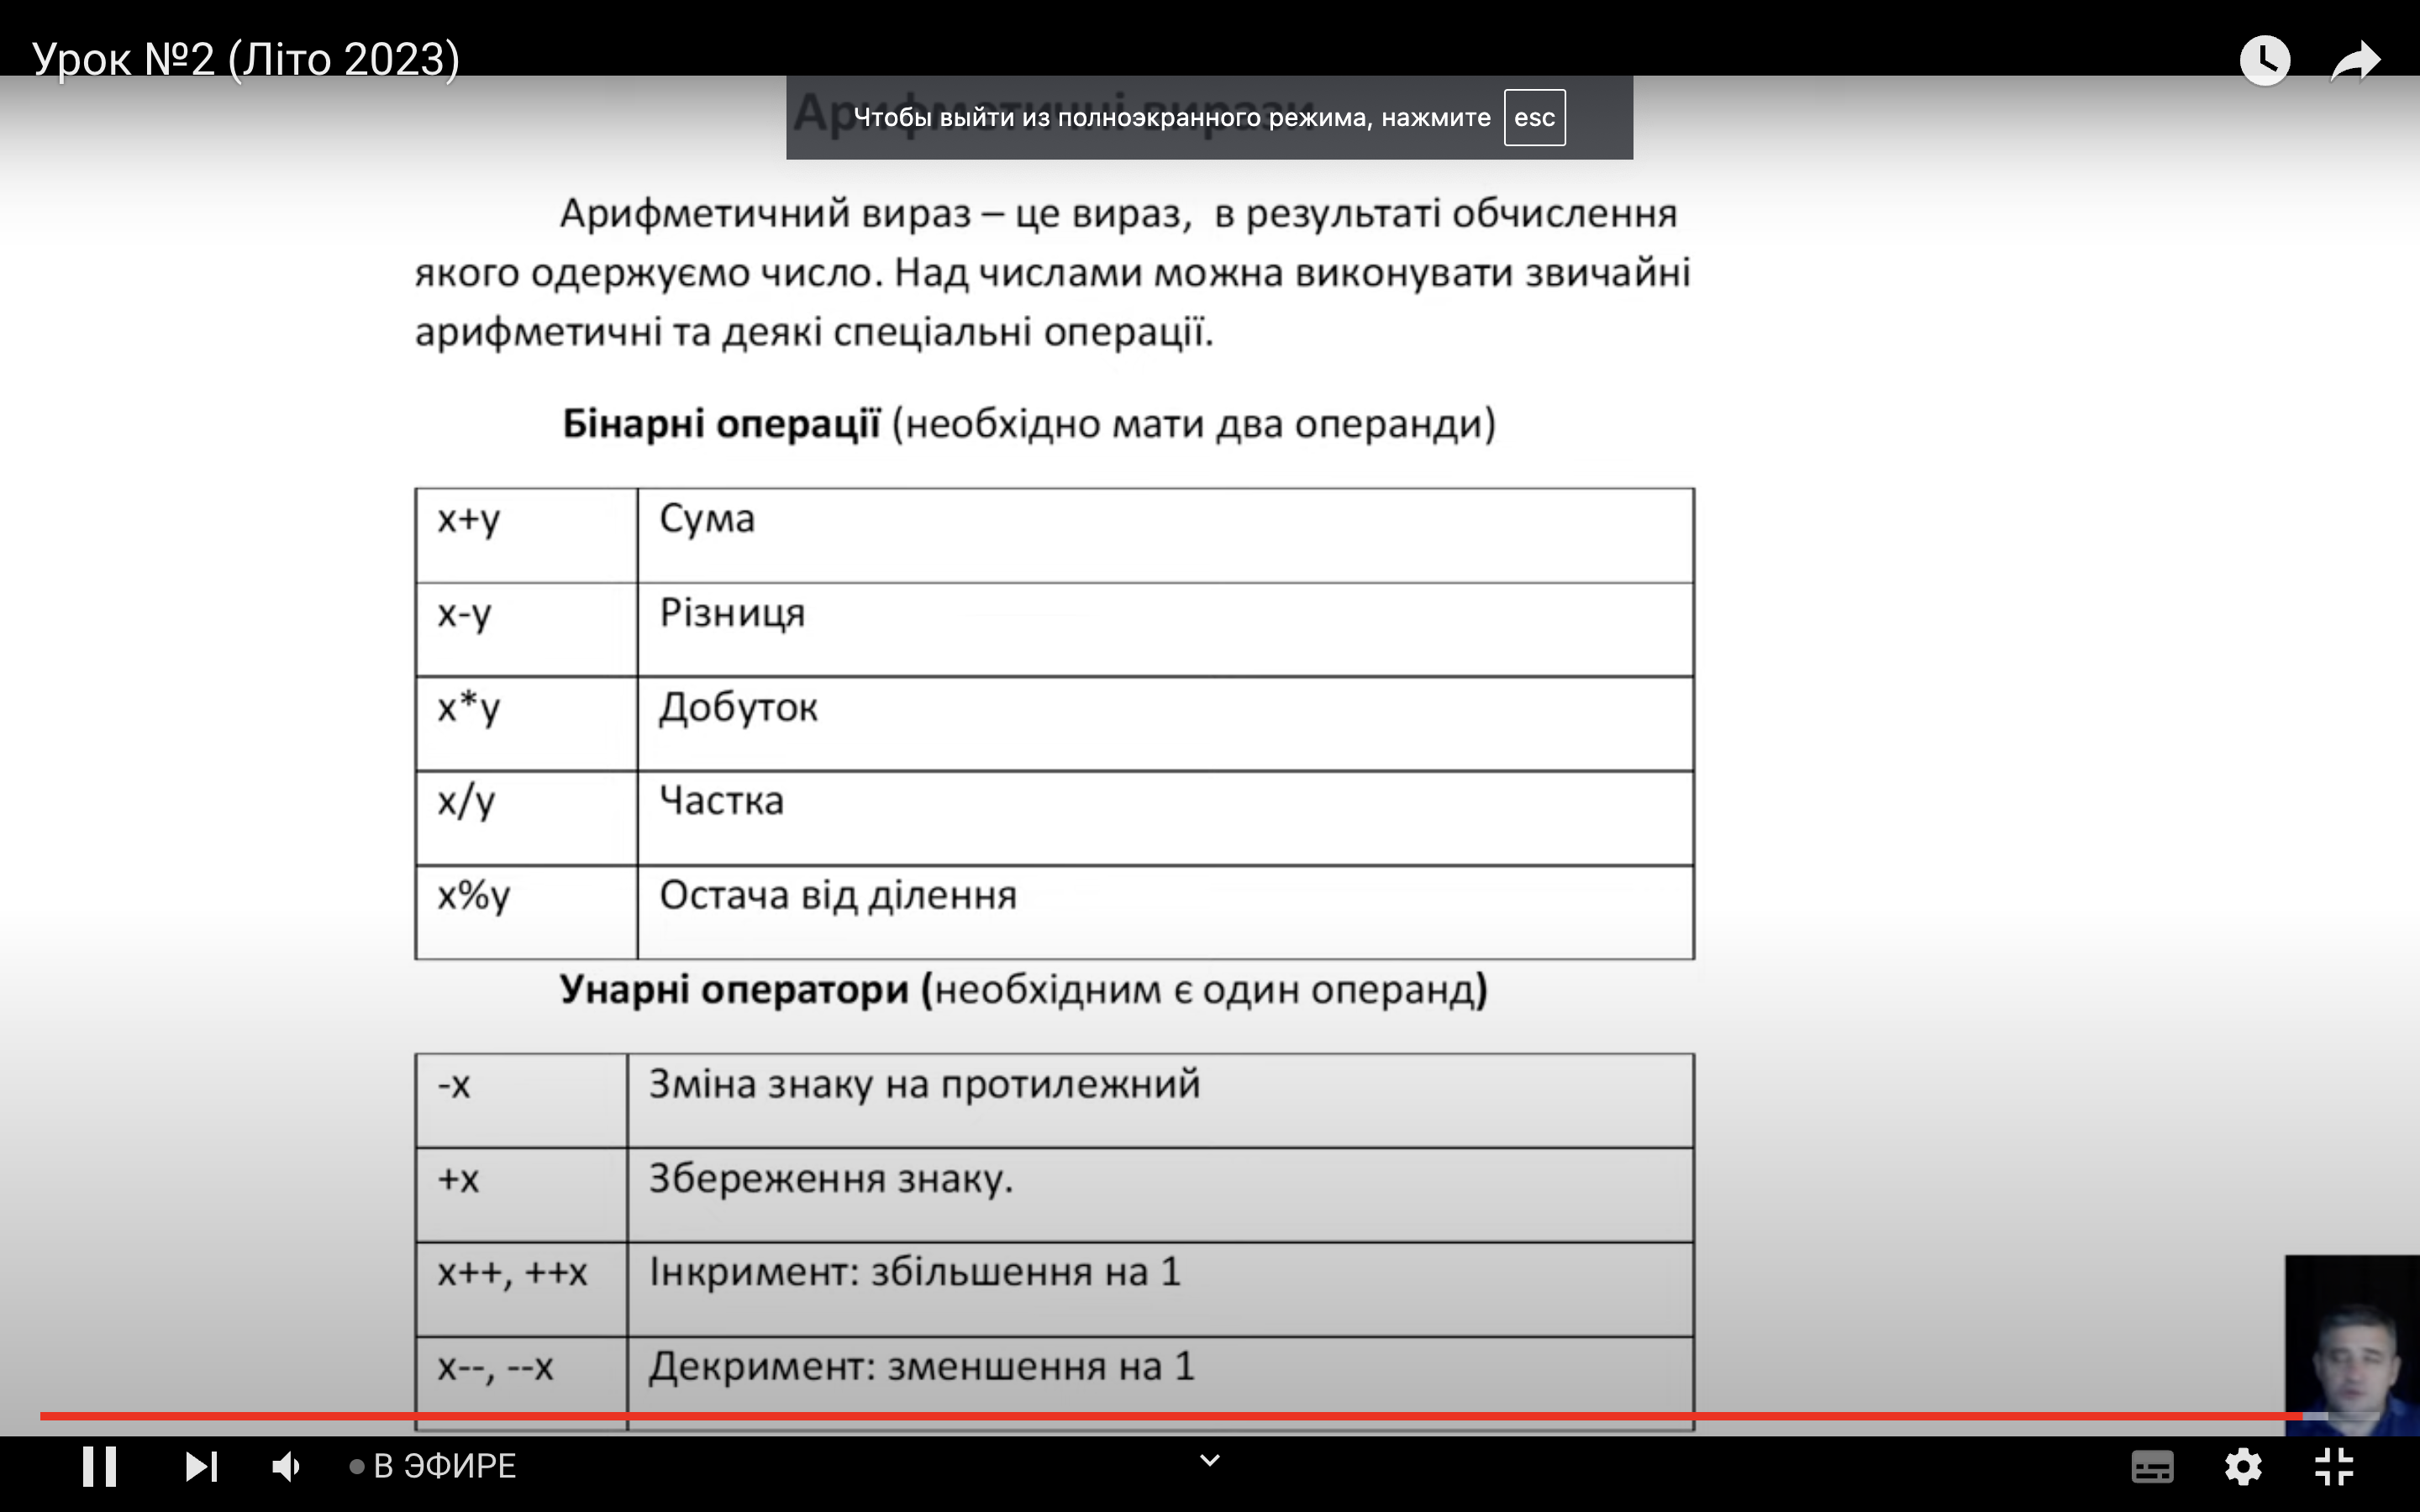 Урок №2 (Літо 2023)
Арифметичні вирази
Чтобы выйти из полноэкранного режима, нажмите esc
Арифметичний вираз – це вираз, в результаті обчислення
якого одержуємо число. Над числами можна виконувати звичайні
арифметичні та деякі спеціальні операції.
Бінарні операції (необхідно мати два операнди)
x+y Сума
x-y Різниця
x*y Добуток
x/y Частка
x%y Остача від ділення
Унарні оператори (необхідним є один операнд)
-x Зміна знаку на протилежний
+x Збереження знаку.
x++, ++x Інкримент: збільшення на 1
x--, --x Декримент: зменшення на 1
В ЭФИРЕ